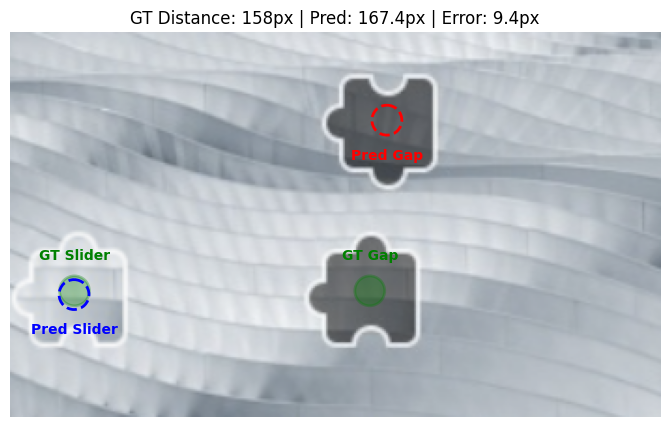 GT Distance: 158px | Pred: 167.4px | Error: 9.4px
Pred Gap
GT Slider
GT Gap
Pred Slider